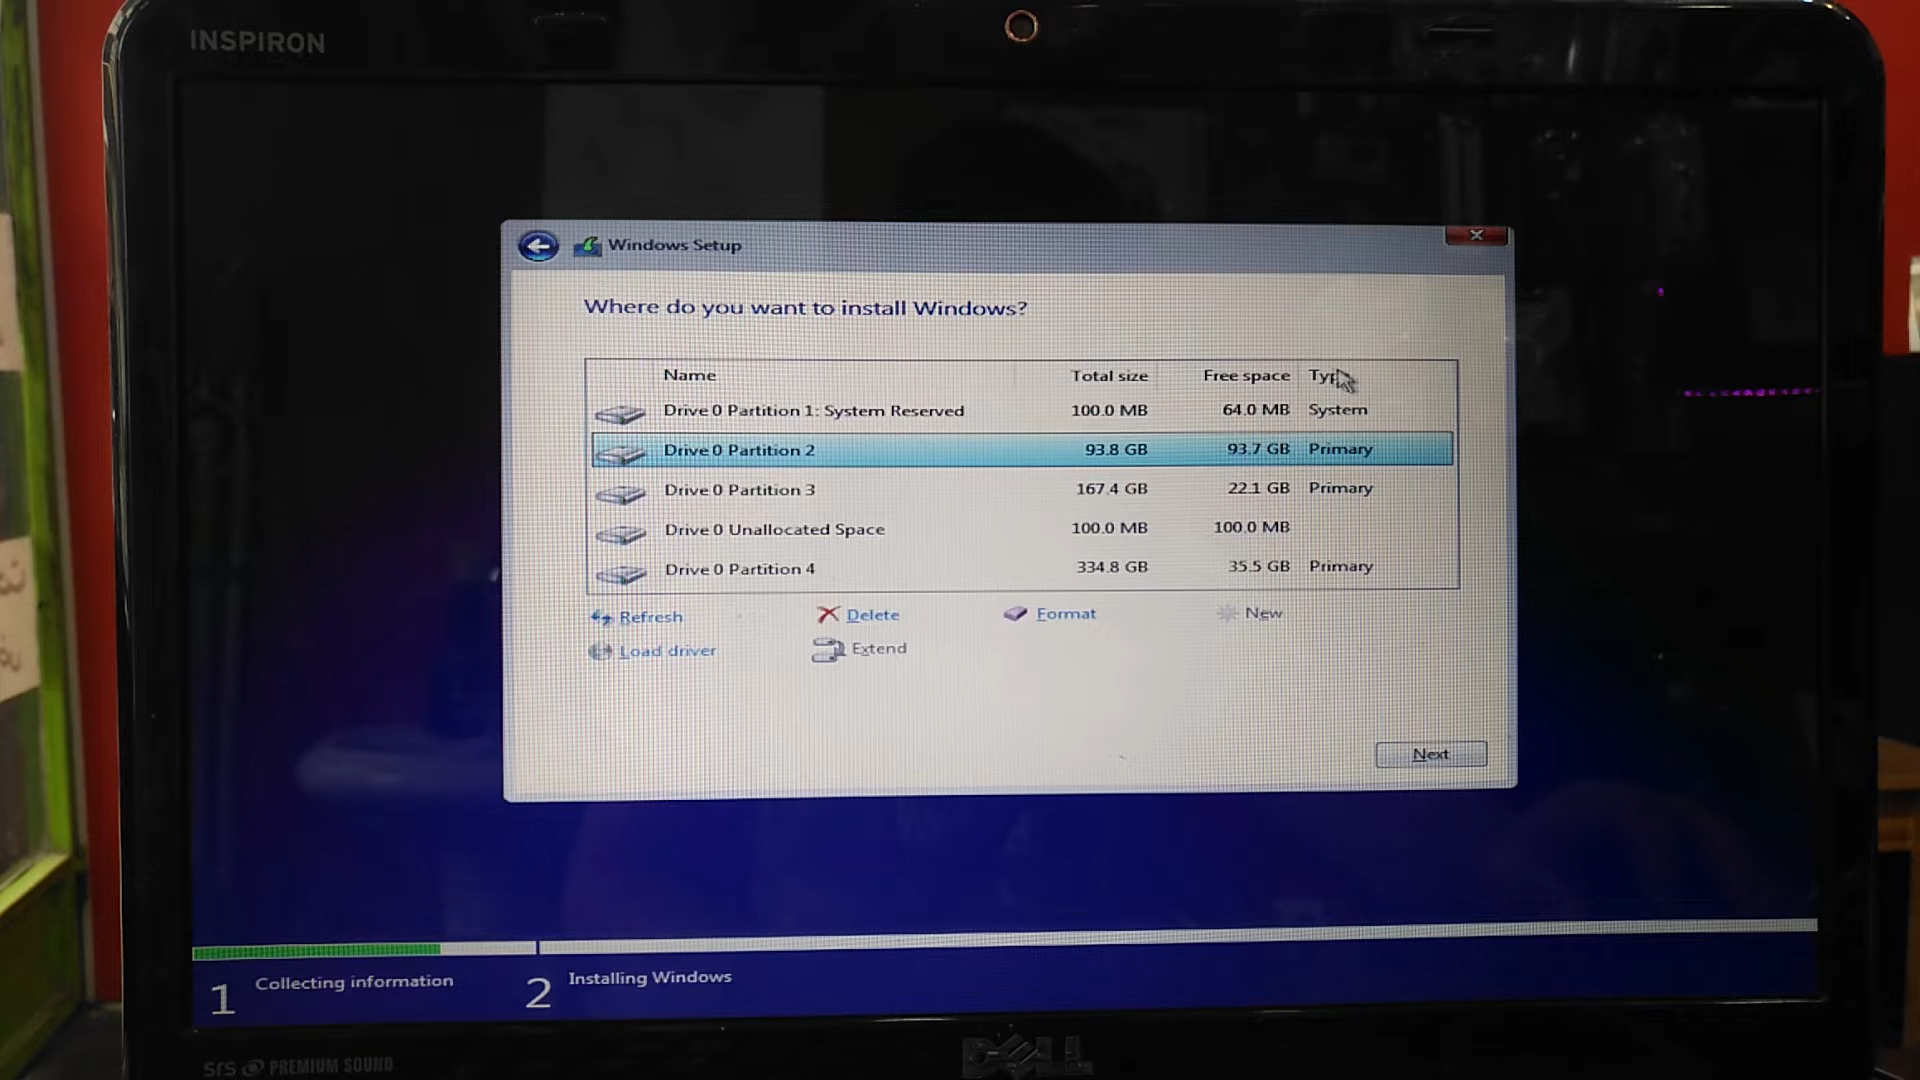 INSPIRON
Windows Setup
Where do you want to install Windows?
Name Total size Free space Type
Drive 0 Partition 1: System Reserved 100.0 MB 64.0 MB System
Drive 0 Partition 2 93.8 GB 93.7 GB Primary
Drive 0 Partition 3 167.4 GB 22.1 GB Primary
Drive 0 Unallocated Space 100.0 MB 100.0 MB
Drive 0 Partition 4 334.8 GB 35.5 GB Primary
Refresh Delete Format New
Load driver Extend
Next
1 Collecting information 2 Installing Windows
SRS PREMIUM SOUND
DELL